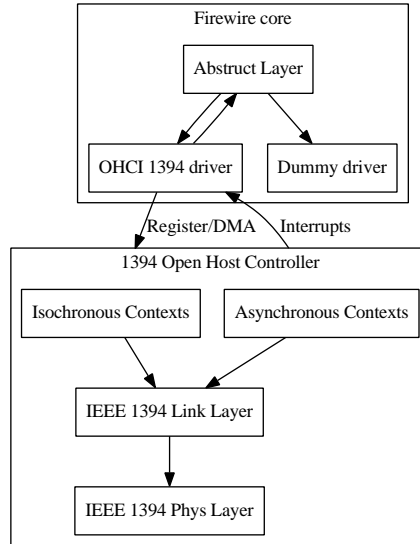 Firewire core
Abstruct Layer
OHCI 1394 driver
Dummy driver
Register/DMA
Interrupts
1394 Open Host Controller
Isochronous Contexts
Asynchronous Contexts
IEEE 1394 Link Layer
IEEE 1394 Phys Layer